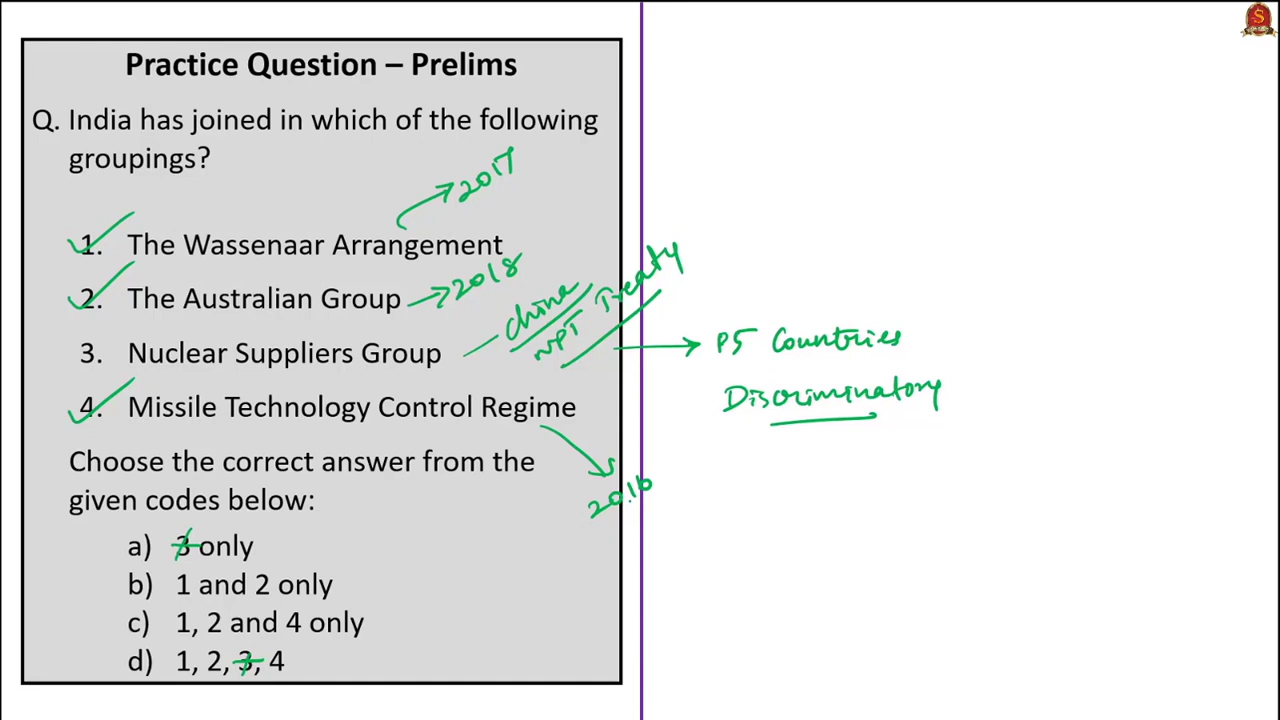 Practice Question – Prelims
Q. India has joined in which of the following
groupings?
2017
1. The Wassenaar Arrangement
2. The Australian Group
2018
3. Nuclear Suppliers Group
China
NPT Treaty
P5 Countries
Discriminatory
4. Missile Technology Control Regime
2016
Choose the correct answer from the
given codes below:
a) 3 only
b) 1 and 2 only
c) 1, 2 and 4 only
d) 1, 2, 3, 4